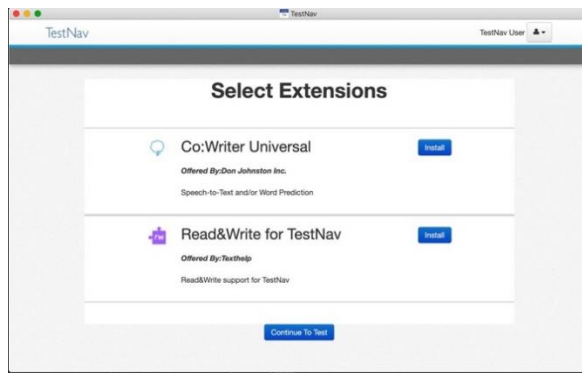 TestNav
TestNav
TestNav User
Select Extensions
Co:Writer Universal
Install
Offered By:Don Johnston Inc.
Speech-to-Text and/or Word Prediction
Read&Write for TestNav
Install
Offered By:Texthelp
Read&Write support for TestNav
Continue To Test